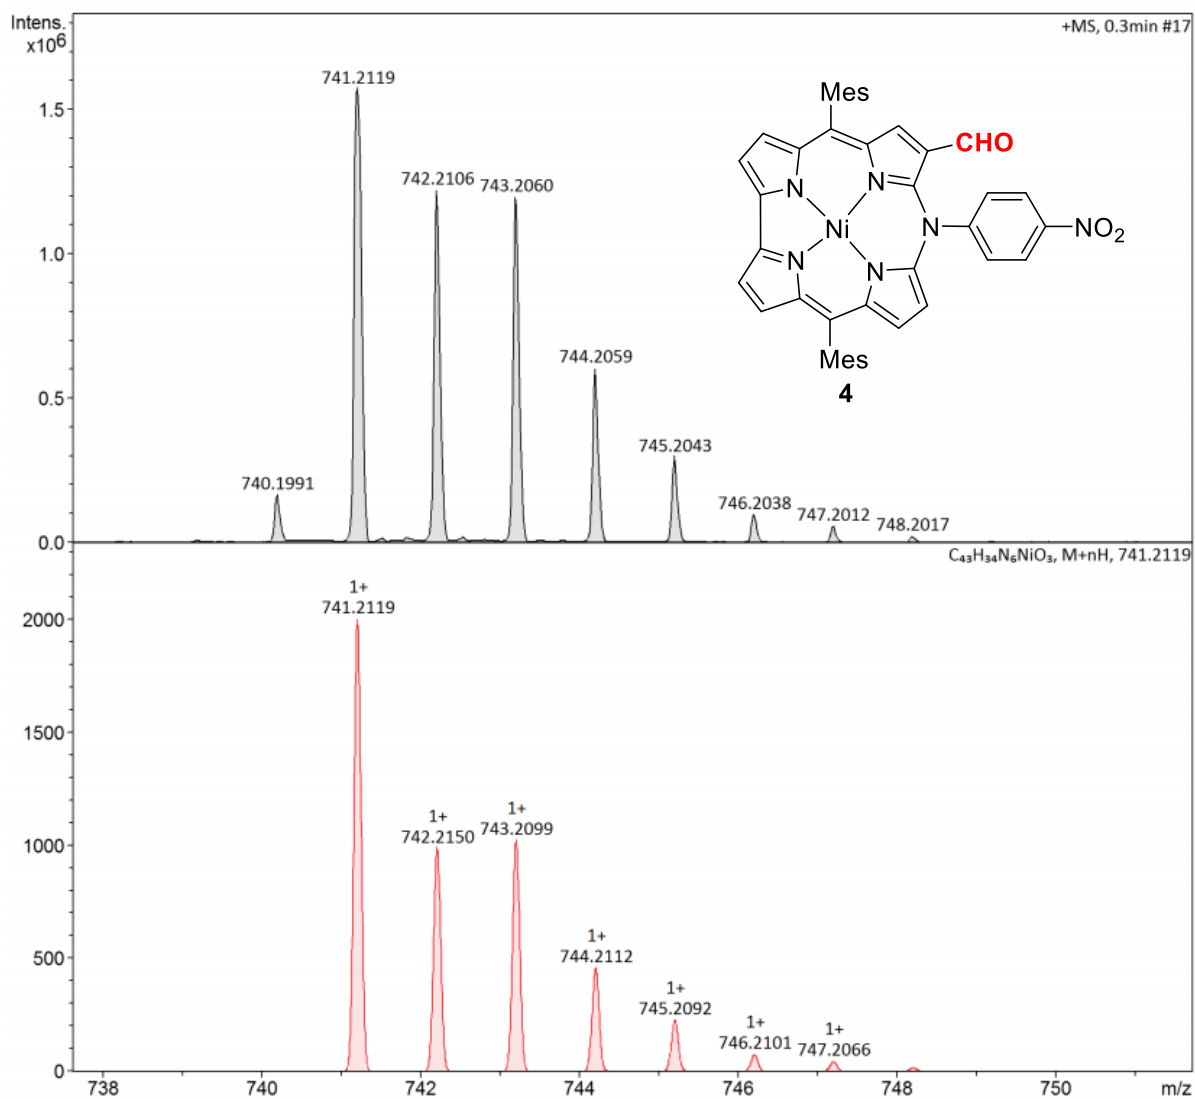 Intens.
x10⁶
+MS, 0.3min #17
741.2119
1.5
742.2106
743.2060
1.0
744.2059
0.5
745.2043
740.1991
746.2038
747.2012
748.2017
0.0
Mes
CHO
N
N
Ni
N
NO₂
N
N
Mes
4
C₄₃H₃₄N₆NiO₃, M+nH, 741.2119
1+
741.2119
2000
1500
1+
742.2150
1+
743.2099
1000
1+
744.2112
500
1+
745.2092
1+
746.2101
1+
747.2066
0
738
740
742
744
746
748
750
m/z